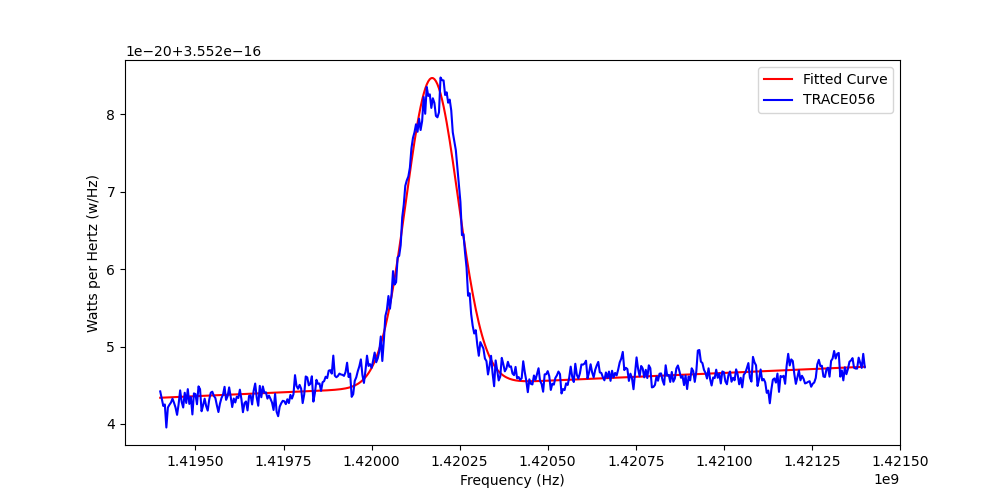 1e−20+3.552e−16
Fitted Curve
TRACE056
8
7
6
5
4
Watts per Hertz (w/Hz)
1.41950 1.41975 1.42000 1.42025 1.42050 1.42075 1.42100 1.42125 1.42150
1e9
Frequency (Hz)